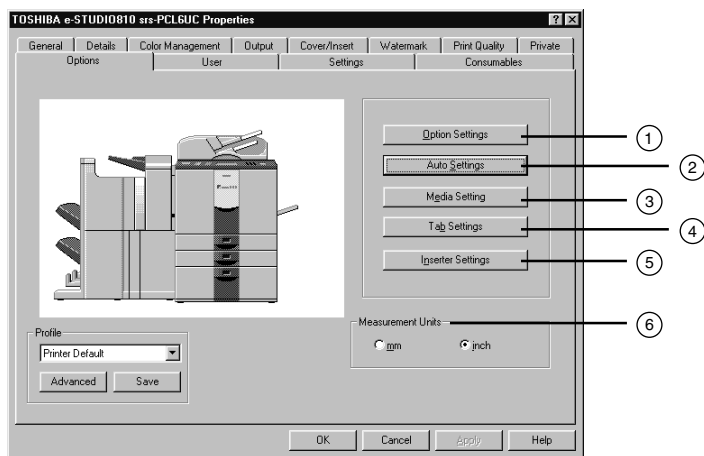 TOSHIBA e-STUDIO810 srs-PCL6UC Properties
General Details Color Management Output Cover/Insert Watermark Print Quality Private
Options User Settings Consumables
Option Settings
1
Auto Settings
2
Media Setting
3
Tab Settings
4
Inserter Settings
5
Measurement Units
6
mm inch
Profile
Printer Default
Advanced Save
OK Cancel Apply Help